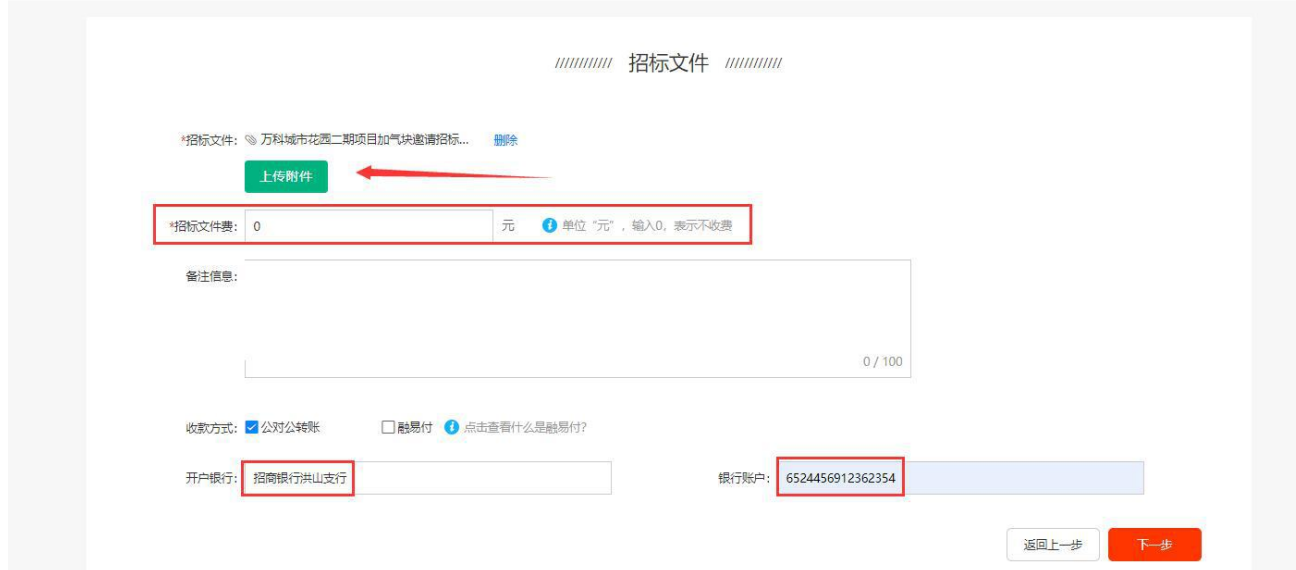 //////////// 招标文件 ////////////
*招标文件: 万科城市花园二期项目加气块邀请招标... 删除
上传附件
*招标文件费: 0 元 单位 "元" ,输入0, 表示不收费
备注信息:
0 / 100
收款方式: 公对公转账 融易付 点击查看什么是融易付?
开户银行: 招商银行洪山支行 银行账户: 6524456912362354
返回上一步 下一步